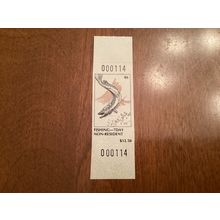 000114
FISHING—7DAY
NON-RESIDENT
000114